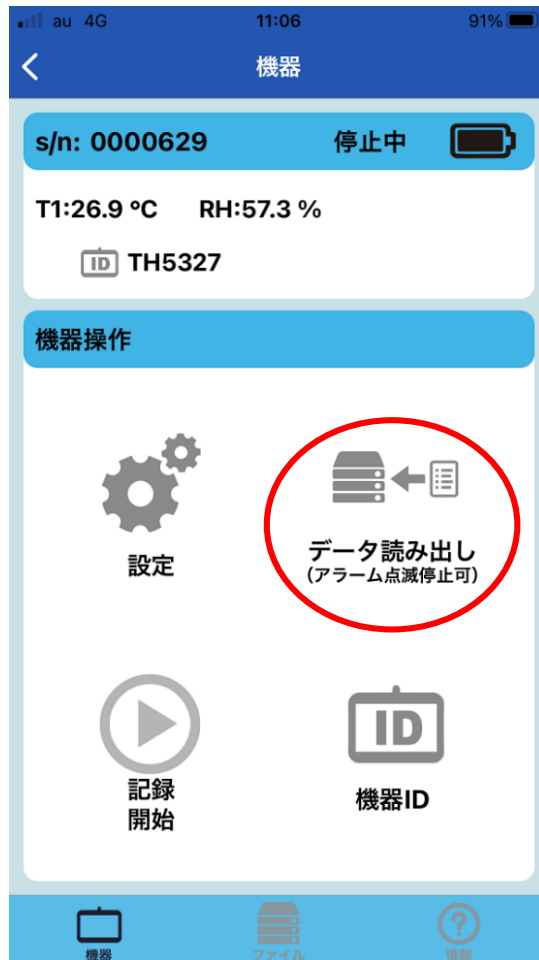 au 4G 11:06 91%
機器
s/n: 0000629 停止中
T1:26.9 ℃ RH:57.3 %
ID TH5327
機器操作
設定
データ読み出し
(アラーム点滅停止可)
記録
開始
ID
機器ID
機器 ファイル 情報